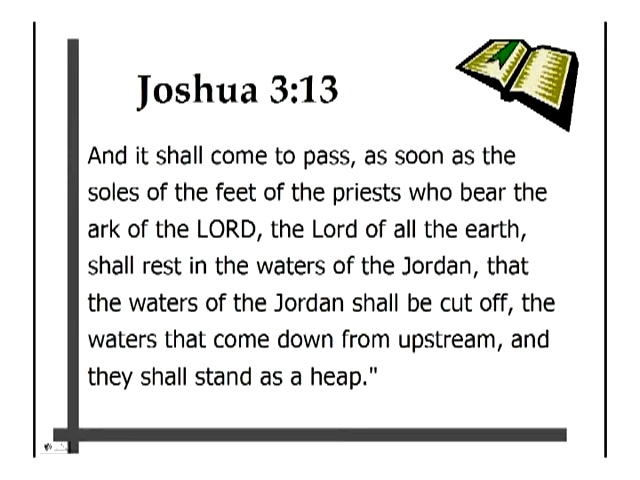 Joshua 3:13
And it shall come to pass, as soon as the
soles of the feet of the priests who bear the
ark of the LORD, the Lord of all the earth,
shall rest in the waters of the Jordan, that
the waters of the Jordan shall be cut off, the
waters that come down from upstream, and
they shall stand as a heap."